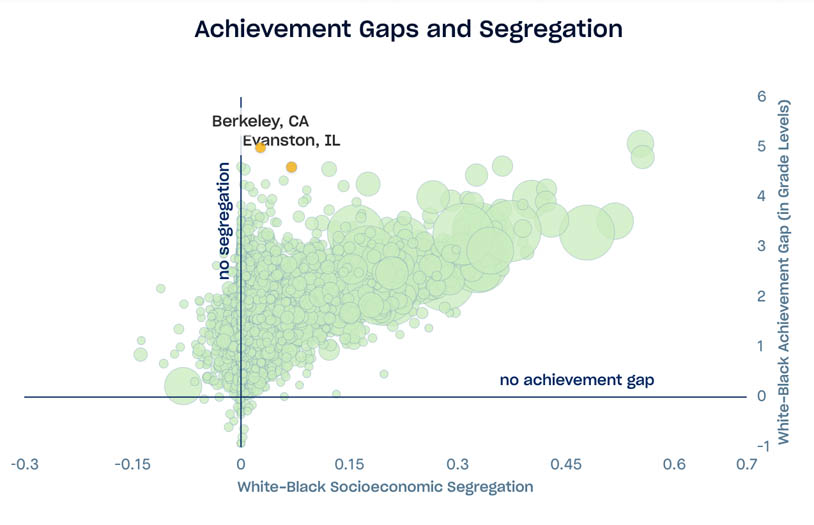 Achievement Gaps and Segregation
6
Berkeley, CA
Evanston, IL
5
no segregation
4
3
2
1
no achievement gap
0
-1
White-Black Achievement Gap (in Grade Levels)
-0.3
-0.15
0
0.15
0.3
0.45
0.6
0.7
White-Black Socioeconomic Segregation